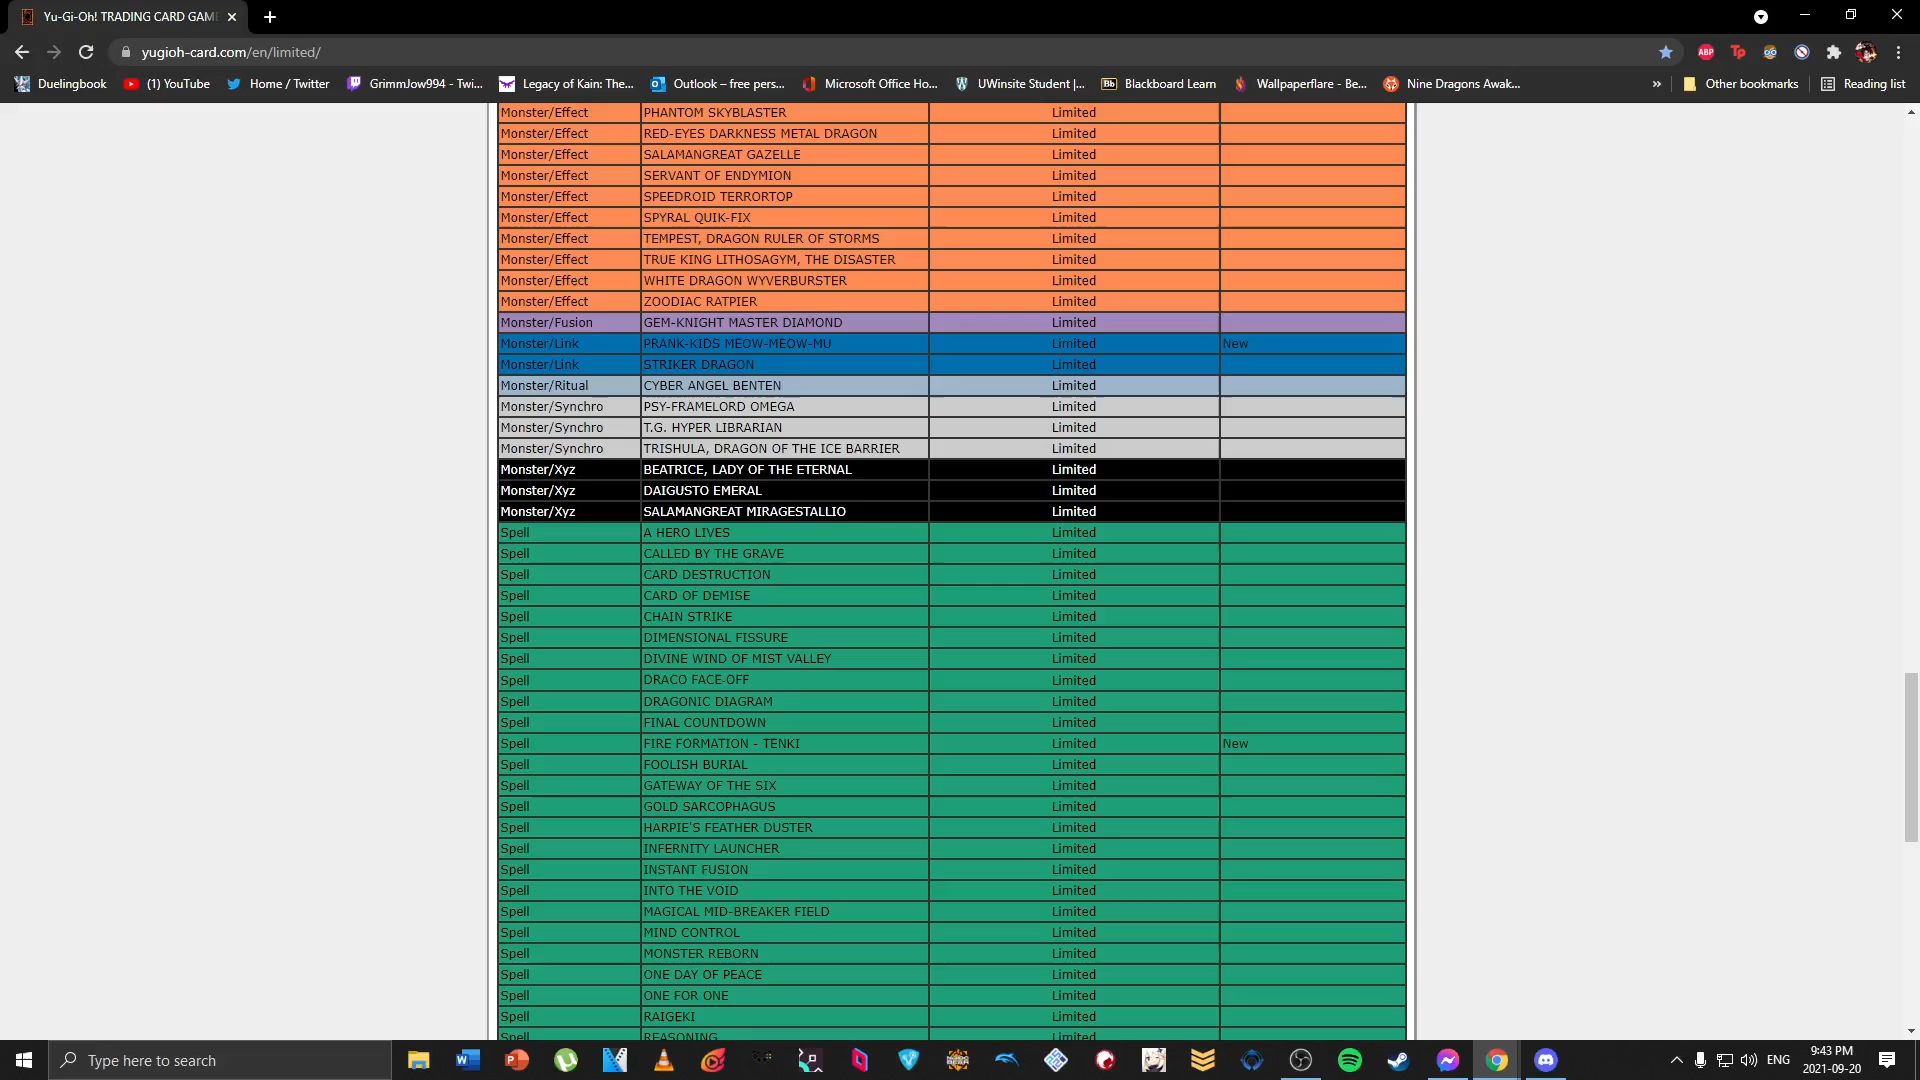 Yu-Gi-Oh! TRADING CARD GAM
yugioh-card.com/en/limited/
Duelingbook (1) YouTube Home / Twitter GrimmJow994 - Twi... Legacy of Kain: The... Outlook – free pers... Microsoft Office Ho... UWinsite Student |... Blackboard Learn Wallpaperflare - Be... Nine Dragons Awak... » Other bookmarks Reading list
Monster/Effect PHANTOM SKYBLASTER Limited
Monster/Effect RED-EYES DARKNESS METAL DRAGON Limited
Monster/Effect SALAMANGREAT GAZELLE Limited
Monster/Effect SERVANT OF ENDYMION Limited
Monster/Effect SPEEDROID TERRORTOP Limited
Monster/Effect SPYRAL QUIK-FIX Limited
Monster/Effect TEMPEST, DRAGON RULER OF STORMS Limited
Monster/Effect TRUE KING LITHOSAGYM, THE DISASTER Limited
Monster/Effect WHITE DRAGON WYVERBURSTER Limited
Monster/Effect ZOODIAC RATPIER Limited
Monster/Fusion GEM-KNIGHT MASTER DIAMOND Limited
Monster/Link PRANK-KIDS MEOW-MEOW-MU Limited New
Monster/Link STRIKER DRAGON Limited
Monster/Ritual CYBER ANGEL BENTEN Limited
Monster/Synchro PSY-FRAMELORD OMEGA Limited
Monster/Synchro T.G. HYPER LIBRARIAN Limited
Monster/Synchro TRISHULA, DRAGON OF THE ICE BARRIER Limited
Monster/Xyz BEATRICE, LADY OF THE ETERNAL Limited
Monster/Xyz DAIGUSTO EMERAL Limited
Monster/Xyz SALAMANGREAT MIRAGESTALLIO Limited
Spell A HERO LIVES Limited
Spell CALLED BY THE GRAVE Limited
Spell CARD DESTRUCTION Limited
Spell CARD OF DEMISE Limited
Spell CHAIN STRIKE Limited
Spell DIMENSIONAL FISSURE Limited
Spell DIVINE WIND OF MIST VALLEY Limited
Spell DRACO FACE-OFF Limited
Spell DRAGONIC DIAGRAM Limited
Spell FINAL COUNTDOWN Limited
Spell FIRE FORMATION - TENKI Limited New
Spell FOOLISH BURIAL Limited
Spell GATEWAY OF THE SIX Limited
Spell GOLD SARCOPHAGUS Limited
Spell HARPIE'S FEATHER DUSTER Limited
Spell INFERNITY LAUNCHER Limited
Spell INSTANT FUSION Limited
Spell INTO THE VOID Limited
Spell MAGICAL MID-BREAKER FIELD Limited
Spell MIND CONTROL Limited
Spell MONSTER REBORN Limited
Spell ONE DAY OF PEACE Limited
Spell ONE FOR ONE Limited
Spell RAIGEKI Limited
Spell REASONING Limited
Type here to search
ENG
9:43 PM
2021-09-20